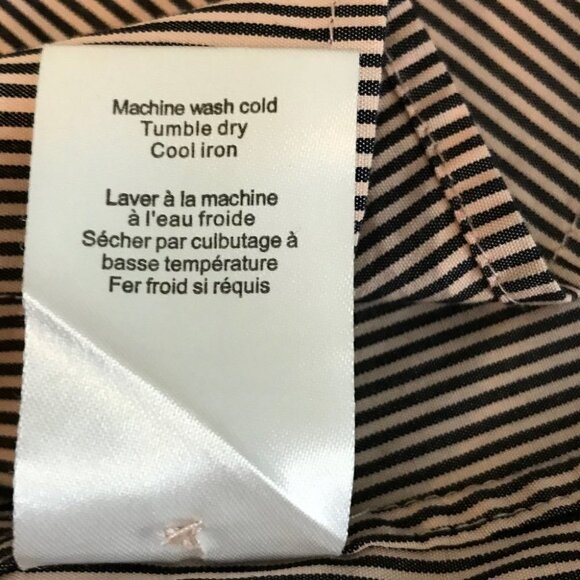 Machine wash cold
Tumble dry
Cool iron
Laver à la machine
à l'eau froide
Sécher par culbutage à
basse température
Fer froid si réquis